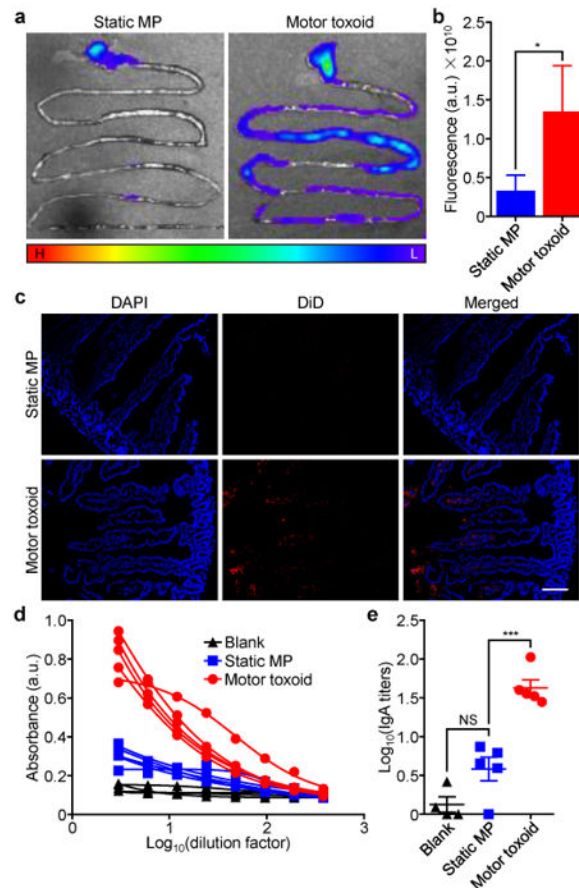 a
Static MP
Motor toxoid
H
L
b
Fluorescence (a.u.) × 10¹⁰
2.5
2.0
1.5
1.0
0.5
0
*
Static MP
Motor toxoid
c
DAPI
DiD
Merged
Static MP
Motor toxoid
d
Absorbance (a.u.)
1.0
0.8
0.6
0.4
0.2
0
0
1
2
3
Log₁₀(dilution factor)
Blank
Static MP
Motor toxoid
e
Log₁₀(IgA titers)
2.5
2.0
1.5
1.0
0.5
0
NS
***
Blank
Static MP
Motor toxoid